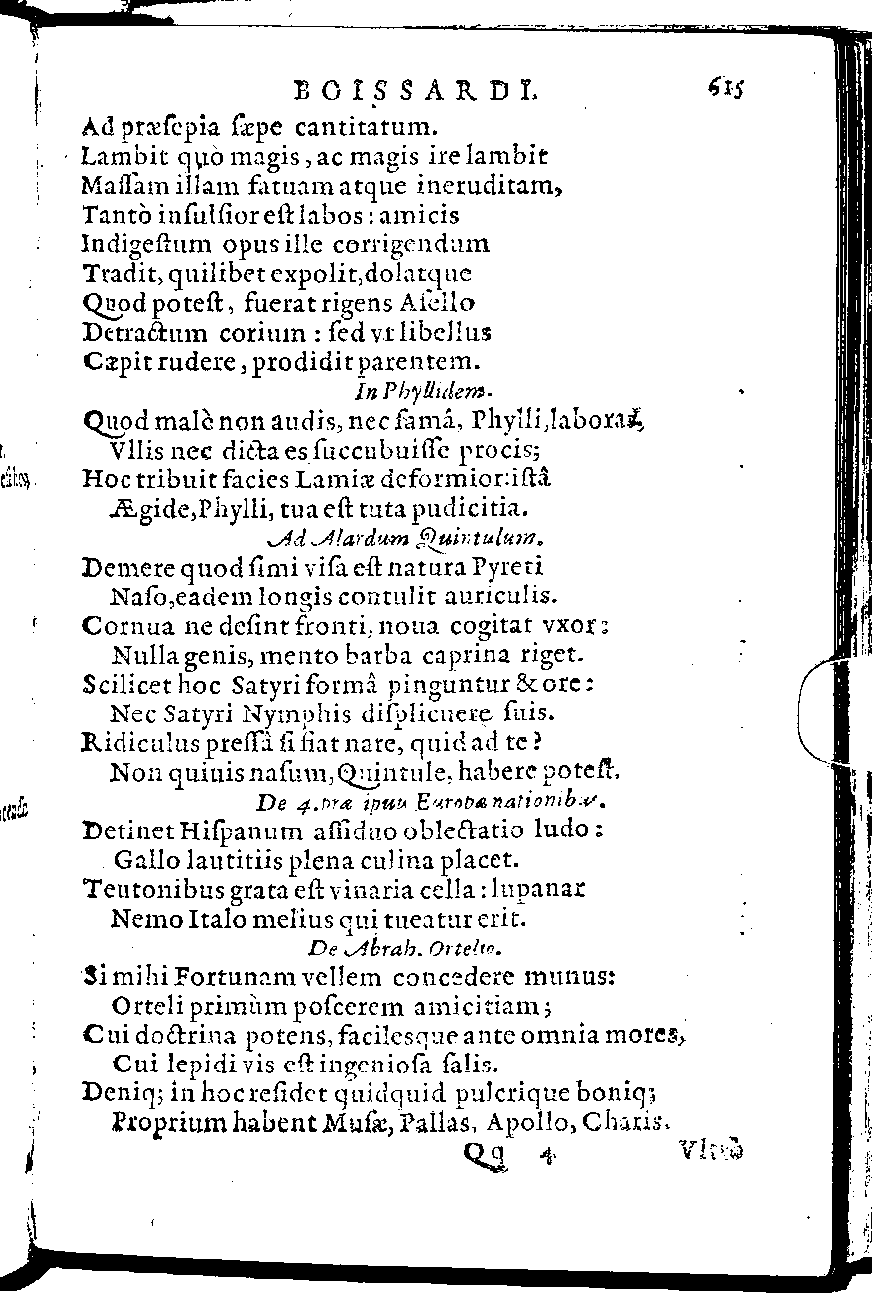 BOISSARDI. 615
Ad præſepia ſæpe cantitatum.
Lambit quò magis, ac magis ire lambit
Maſſam illam fatuam atque ineruditam,
Tantò inſulſior eſt labos: amicis
Indigeſtum opus ille corrigendum
Tradit, quilibet expolit, dolatque
Quod poteſt, fuerat rigens Aſello
Detractum corium: ſed vt libellus
Cæpit rudere, prodidit parentem.
In Phyllidem.
Quod malè non audis, nec famâ, Phylli, laboras,
Vllis nec dicta es ſuccubuiſſe procis;
Hoc tribuit facies Lamiæ deformior: iſtâ
Ægide, Phylli, tua eſt tuta pudicitia.
Ad Alardum Quintulum.
Demere quod ſimi viſa eſt natura Pyreti
Naſo, eadem longis contulit auriculis.
Cornua ne deſint fronti, noua cogitat vxor:
Nulla genis, mento barba caprina riget.
Scilicet hoc Satyri formâ pinguntur & ore:
Nec Satyri Nymphis diſplicuere ſuis.
Ridiculus preſſâ ſi fiat nare, quid ad te?
Non quiuis naſum, Quintule, habere poteſt.
De 4. Europæ nationibus.
Detinet Hiſpanum aſſiduo oblectatio ludo:
Gallo lautitiis plena culina placet.
Teutonibus grata eſt vinaria cella: lupanar
Nemo Italo melius qui tueatur erit.
De Abrah. Ortelio.
Si mihi Fortunam vellem concedere munus:
Orteli primùm poſcerem amicitiam;
Cui doctrina potens, facilesque ante omnia mores,
Cui lepidi vis eſt ingenioſa ſalis.
Deniq; in hoc reſidet quidquid pulcrique boniq;
Proprium habent Muſæ, Pallas, Apollo, Charis.
Qq 4 Vltrò